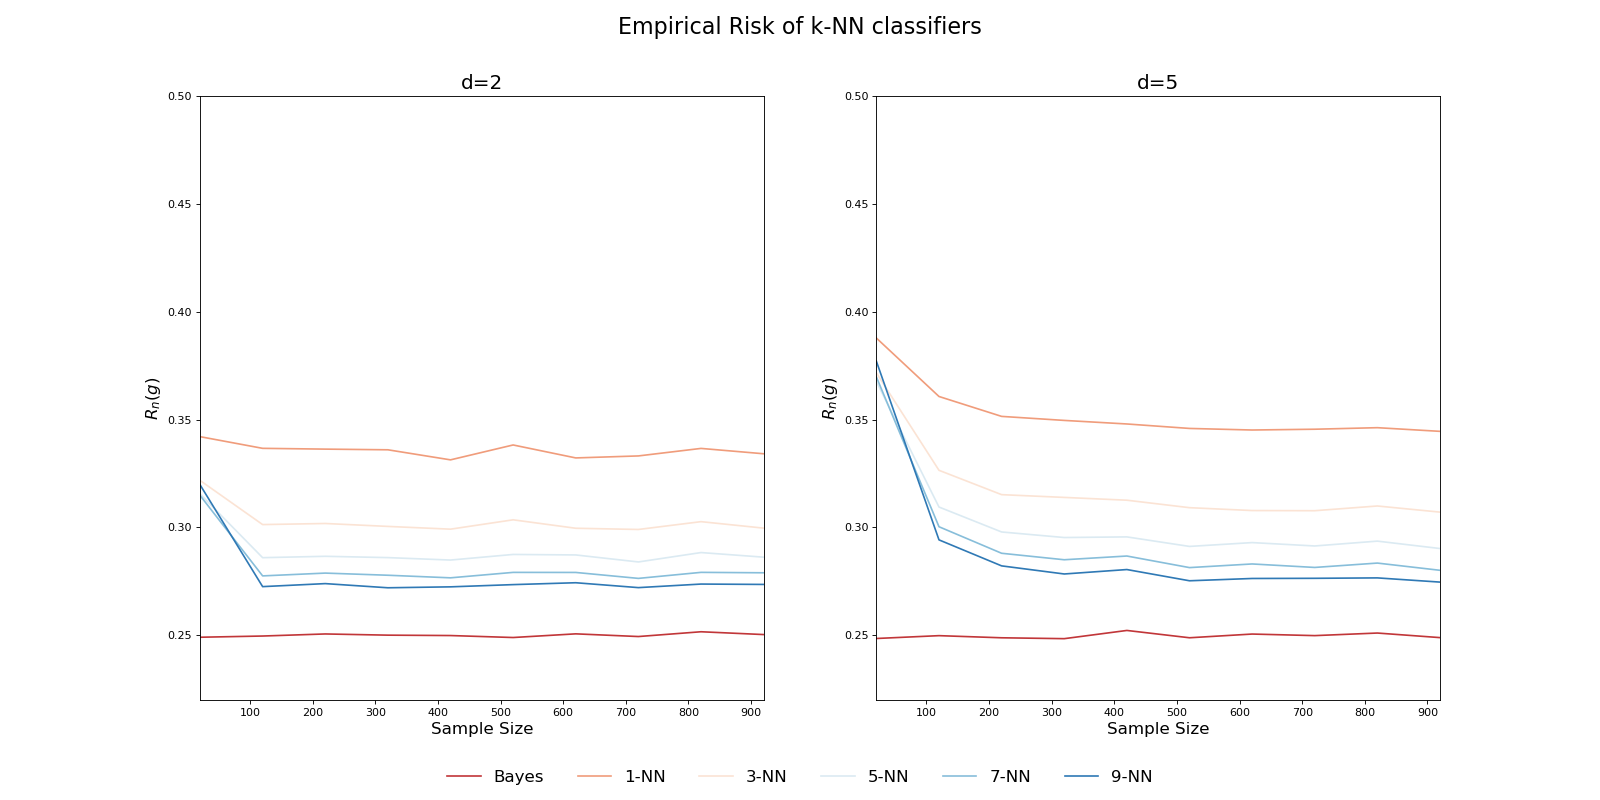 Empirical Risk of k-NN classifiers
d=2
0.50
0.45
0.40
0.35
0.30
0.25
R_n(g)
100 200 300 400 500 600 700 800 900
Sample Size
d=5
0.50
0.45
0.40
0.35
0.30
0.25
R_n(g)
100 200 300 400 500 600 700 800 900
Sample Size
Bayes 1-NN 3-NN 5-NN 7-NN 9-NN